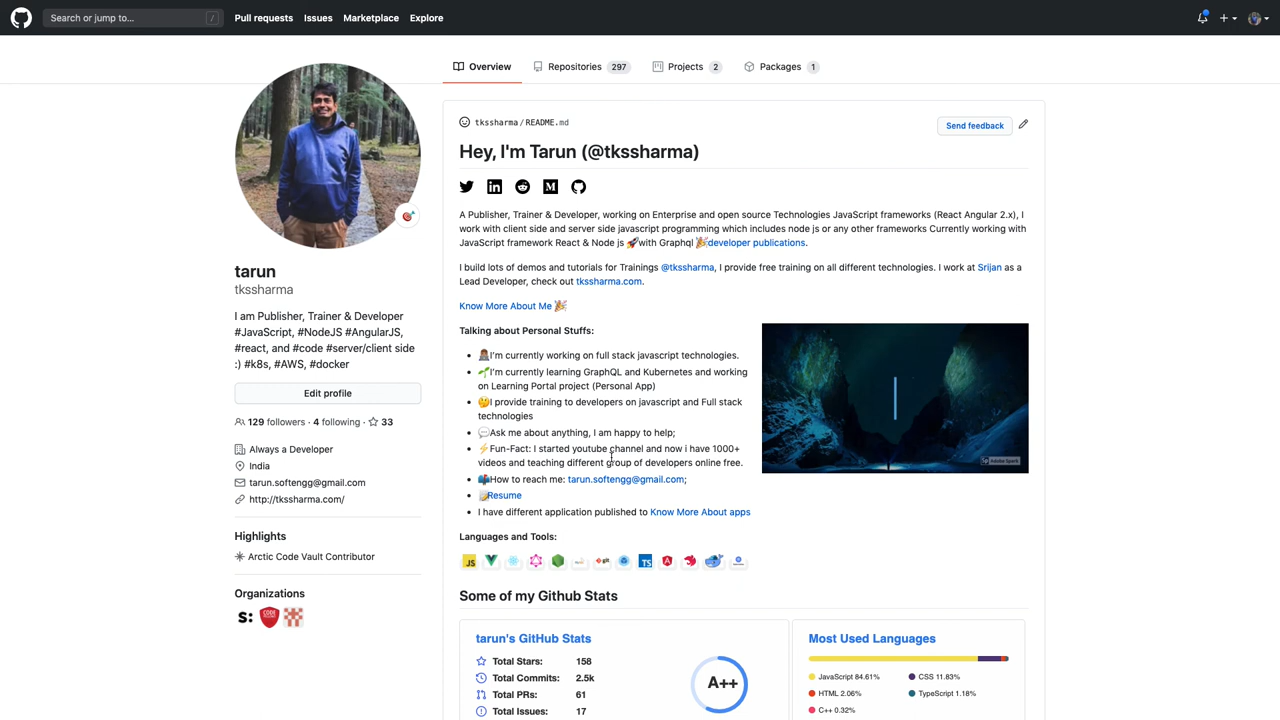 Search or jump to...
/
Pull requests
Issues
Marketplace
Explore
Overview
Repositories 297
Projects 2
Packages 1
tarun
tkssharma
I am Publisher, Trainer & Developer
#JavaScript, #NodeJS #AngularJS,
#react, and #code #server/client side
:) #k8s, #AWS, #docker
Edit profile
129 followers · 4 following · 33
Always a Developer
India
tarun.softengg@gmail.com
http://tkssharma.com/
Highlights
Arctic Code Vault Contributor
Organizations
S:
tkssharma/README.md
Send feedback
Hey, I'm Tarun (@tkssharma)
A Publisher, Trainer & Developer, working on Enterprise and open source Technologies JavaScript frameworks (React Angular 2.x), I
work with client side and server side javascript programming which includes node js or any other frameworks Currently working with
JavaScript framework React & Node js 🚀with Graphql 🎉developer publications.
I build lots of demos and tutorials for Trainings @tkssharma, I provide free training on all different technologies. I work at Srijan as a
Lead Developer, check out tkssharma.com.
Know More About Me 🎉
Talking about Personal Stuffs:
I'm currently working on full stack javascript technologies.
🌱I'm currently learning GraphQL and Kubernetes and working
on Learning Portal project (Personal App)
🤔I provide training to developers on javascript and Full stack
technologies
💬Ask me about anything, I am happy to help;
⚡Fun-Fact: I started youtube channel and now i have 1000+
videos and teaching different group of developers online free.
📫How to reach me: tarun.softengg@gmail.com;
📝Resume
I have different application published to Know More About apps
Adobe Spark
Languages and Tools:
JS
TS
Some of my Github Stats
tarun's GitHub Stats
Total Stars: 158
Total Commits: 2.5k
Total PRs: 61
Total Issues: 17
A++
Most Used Languages
JavaScript 84.61%
CSS 11.83%
HTML 2.06%
TypeScript 1.18%
C++ 0.32%